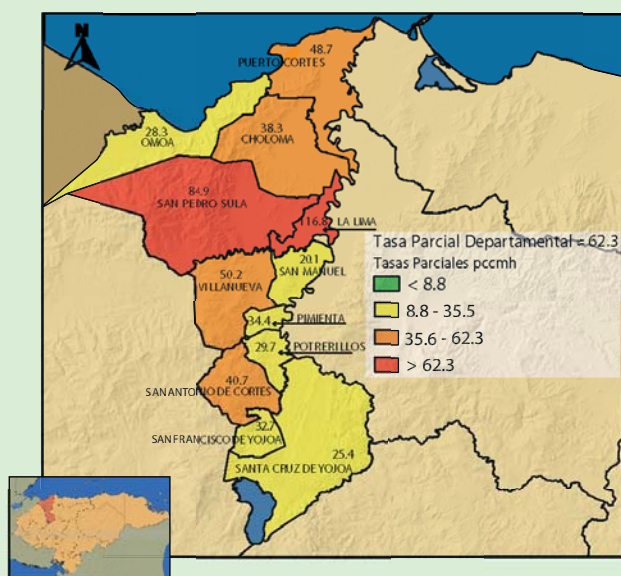 N
48.7
PUERTO CORTES
28.3
OMOA
38.3
CHOLOMA
84.9
SAN PEDRO SULA
116.8
LA LIMA
Tasa Parcial Departamental = 62.3
Tasas Parciales pccmh
< 8.8
8.8 - 35.5
35.6 - 62.3
> 62.3
20.1
SAN MANUEL
50.2
VILLANUEVA
34.4
PIMIENTA
29.7
POTRERILLOS
40.7
SAN ANTONIO DE CORTES
32.7
SAN FRANCISCO DE YOJOA
25.4
SANTA CRUZ DE YOJOA